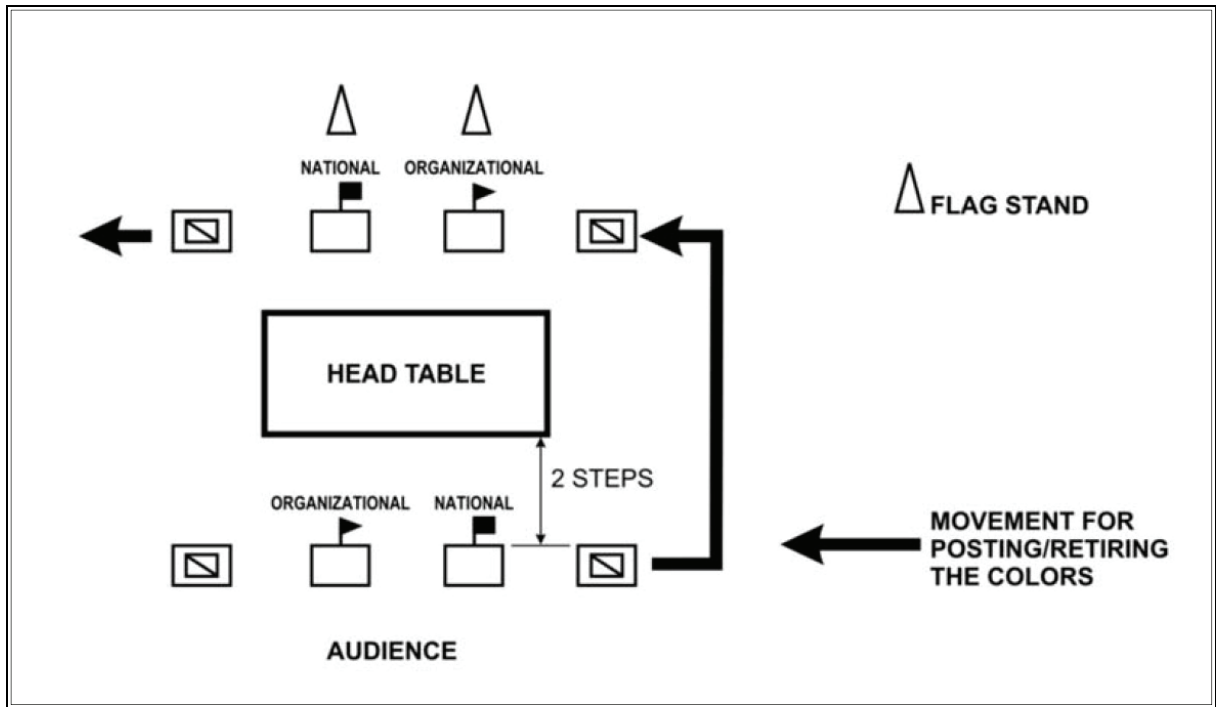 NATIONAL ORGANIZATIONAL
FLAG STAND
HEAD TABLE
2 STEPS
ORGANIZATIONAL NATIONAL
MOVEMENT FOR
POSTING/RETIRING
THE COLORS
AUDIENCE